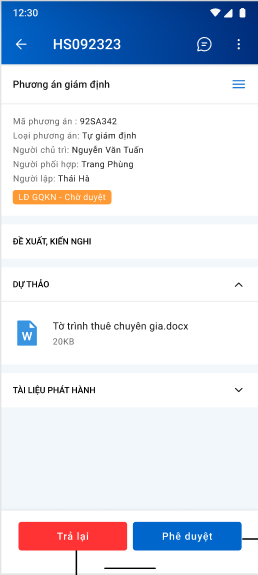 12:30
HS092323
Phương án giám định
Mã phương án : 92SA342
Loại phương án: Tự giám định
Người chủ trì: Nguyễn Văn Tuấn
Người phối hợp: Trang Phùng
Người lập: Thái Hà
LĐ GQKN - Chờ duyệt
ĐỀ XUẤT, KIẾN NGHI
DỰ THẢO
W
Tờ trình thuê chuyên gia.docx
20KB
TÀI LIỆU PHÁT HÀNH
Trả lại
Phê duyệt